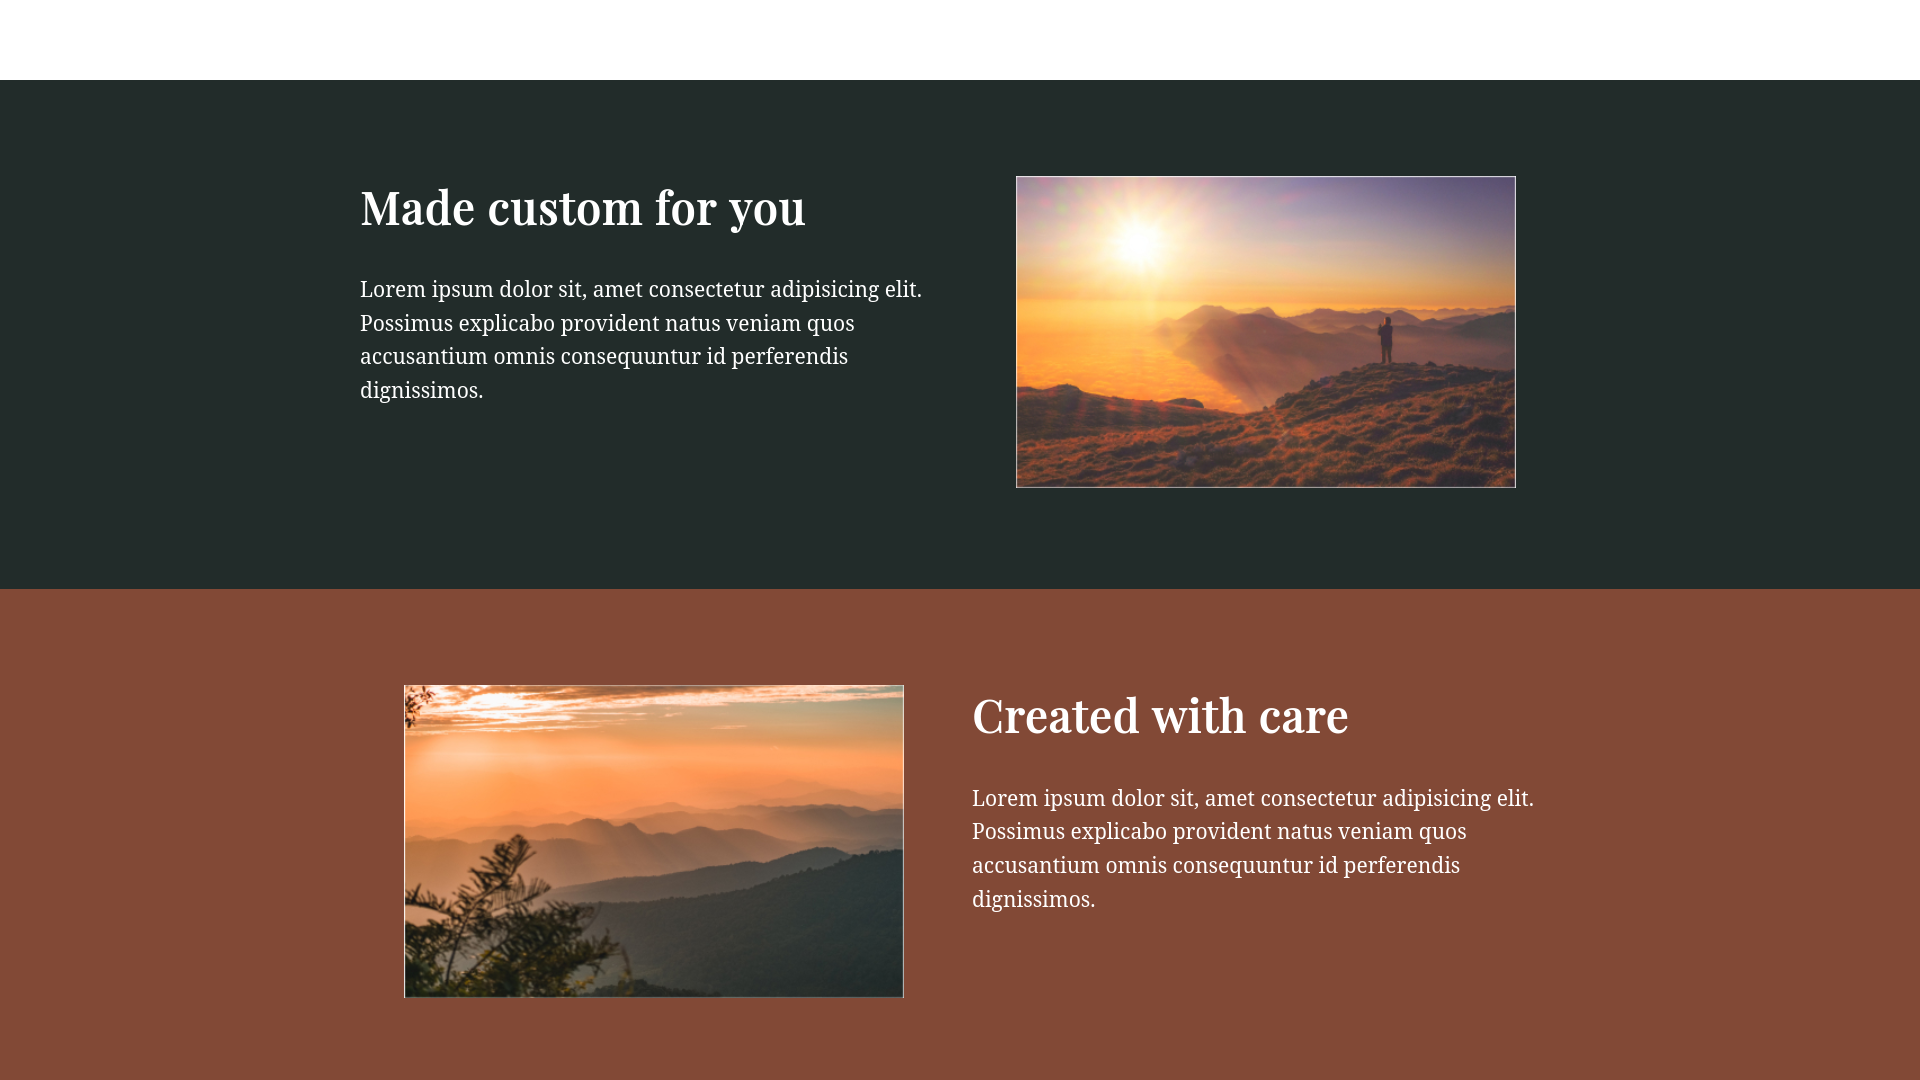 Made custom for you
Lorem ipsum dolor sit, amet consectetur adipisicing elit.
Possimus explicabo provident natus veniam quos
accusantium omnis consequuntur id perferendis
dignissimos.
Created with care
Lorem ipsum dolor sit, amet consectetur adipisicing elit.
Possimus explicabo provident natus veniam quos
accusantium omnis consequuntur id perferendis
dignissimos.